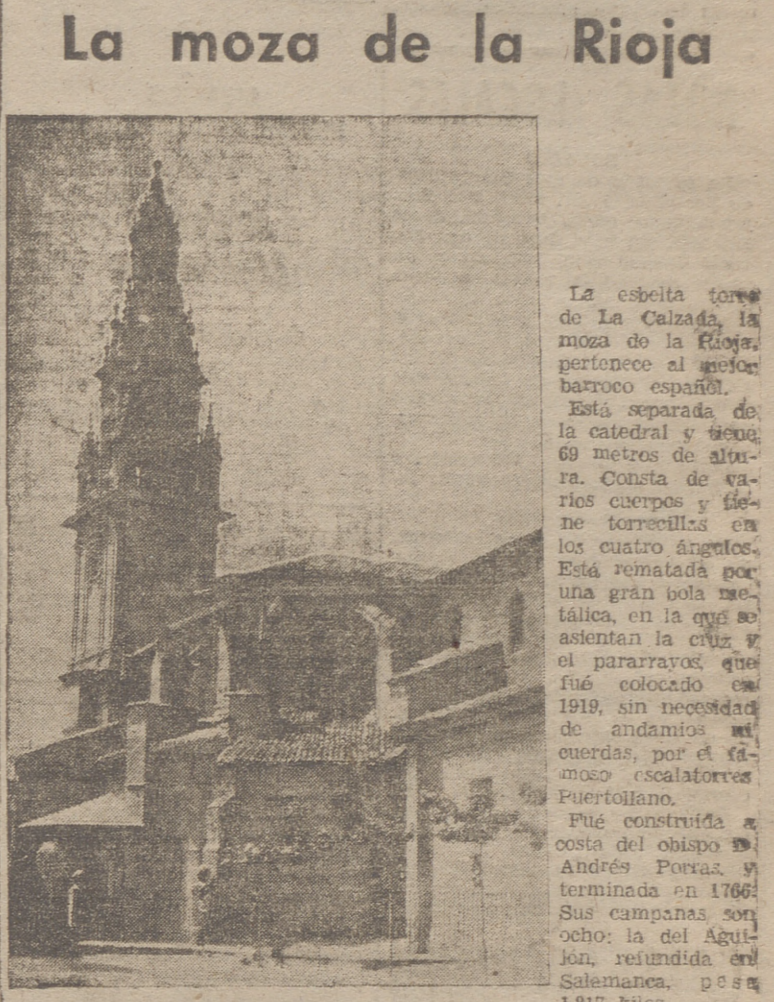 La moza de la Rioja
La esbelta torre
de La Calzada, la
moza de la Rioja,
pertenece al mejor
barroco español.
Está separada de
la catedral y tiene
69 metros de altu-
ra. Consta de va-
rios cuerpos y tie-
ne torrecillas en
los cuatro ángulos.
Está rematada por
una gran bola me-
tálica, en la que se
asientan la cruz y
el pararrayos, que
fué colocado en
1919, sin necesidad
de andamios ni
cuerdas, por el fa-
moso escalatorres
Puertollano.
Fué construída a
costa del obispo D.
Andrés Porras, y
terminada en 1766.
Sus campanas son
ocho: la del Agui-
jón, refundida en
Salamanca, pesa